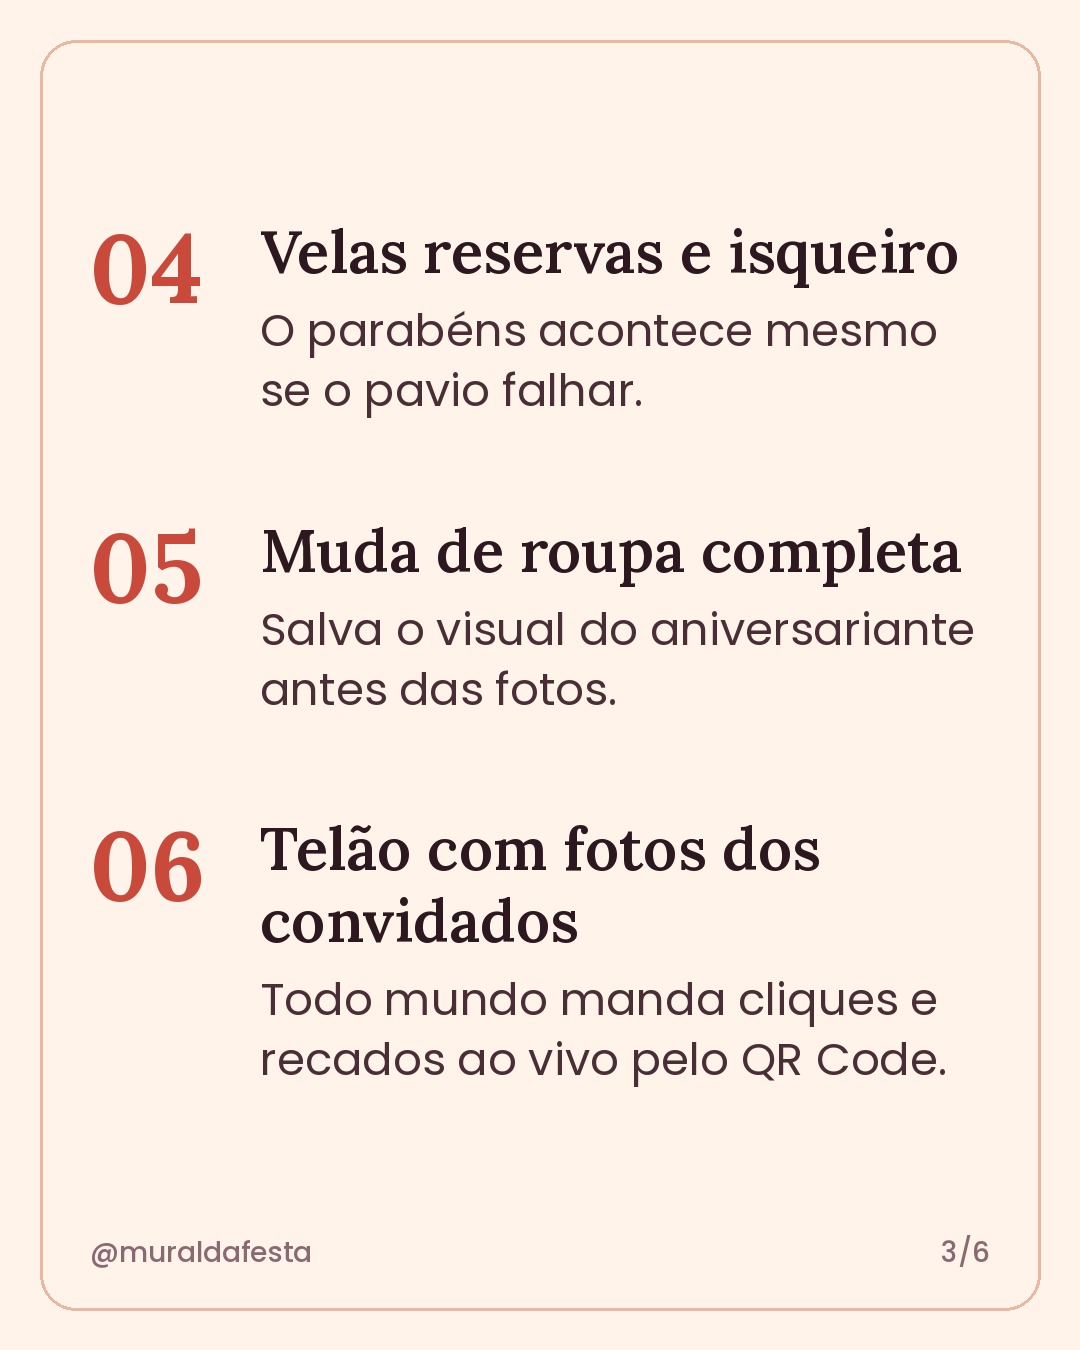 04
Velas reservas e isqueiro
O parabéns acontece mesmo
se o pavio falhar.
05
Muda de roupa completa
Salva o visual do aniversariante
antes das fotos.
06
Telão com fotos dos
convidados
Todo mundo manda cliques e
recados ao vivo pelo QR Code.
@muraldafesta
3/6